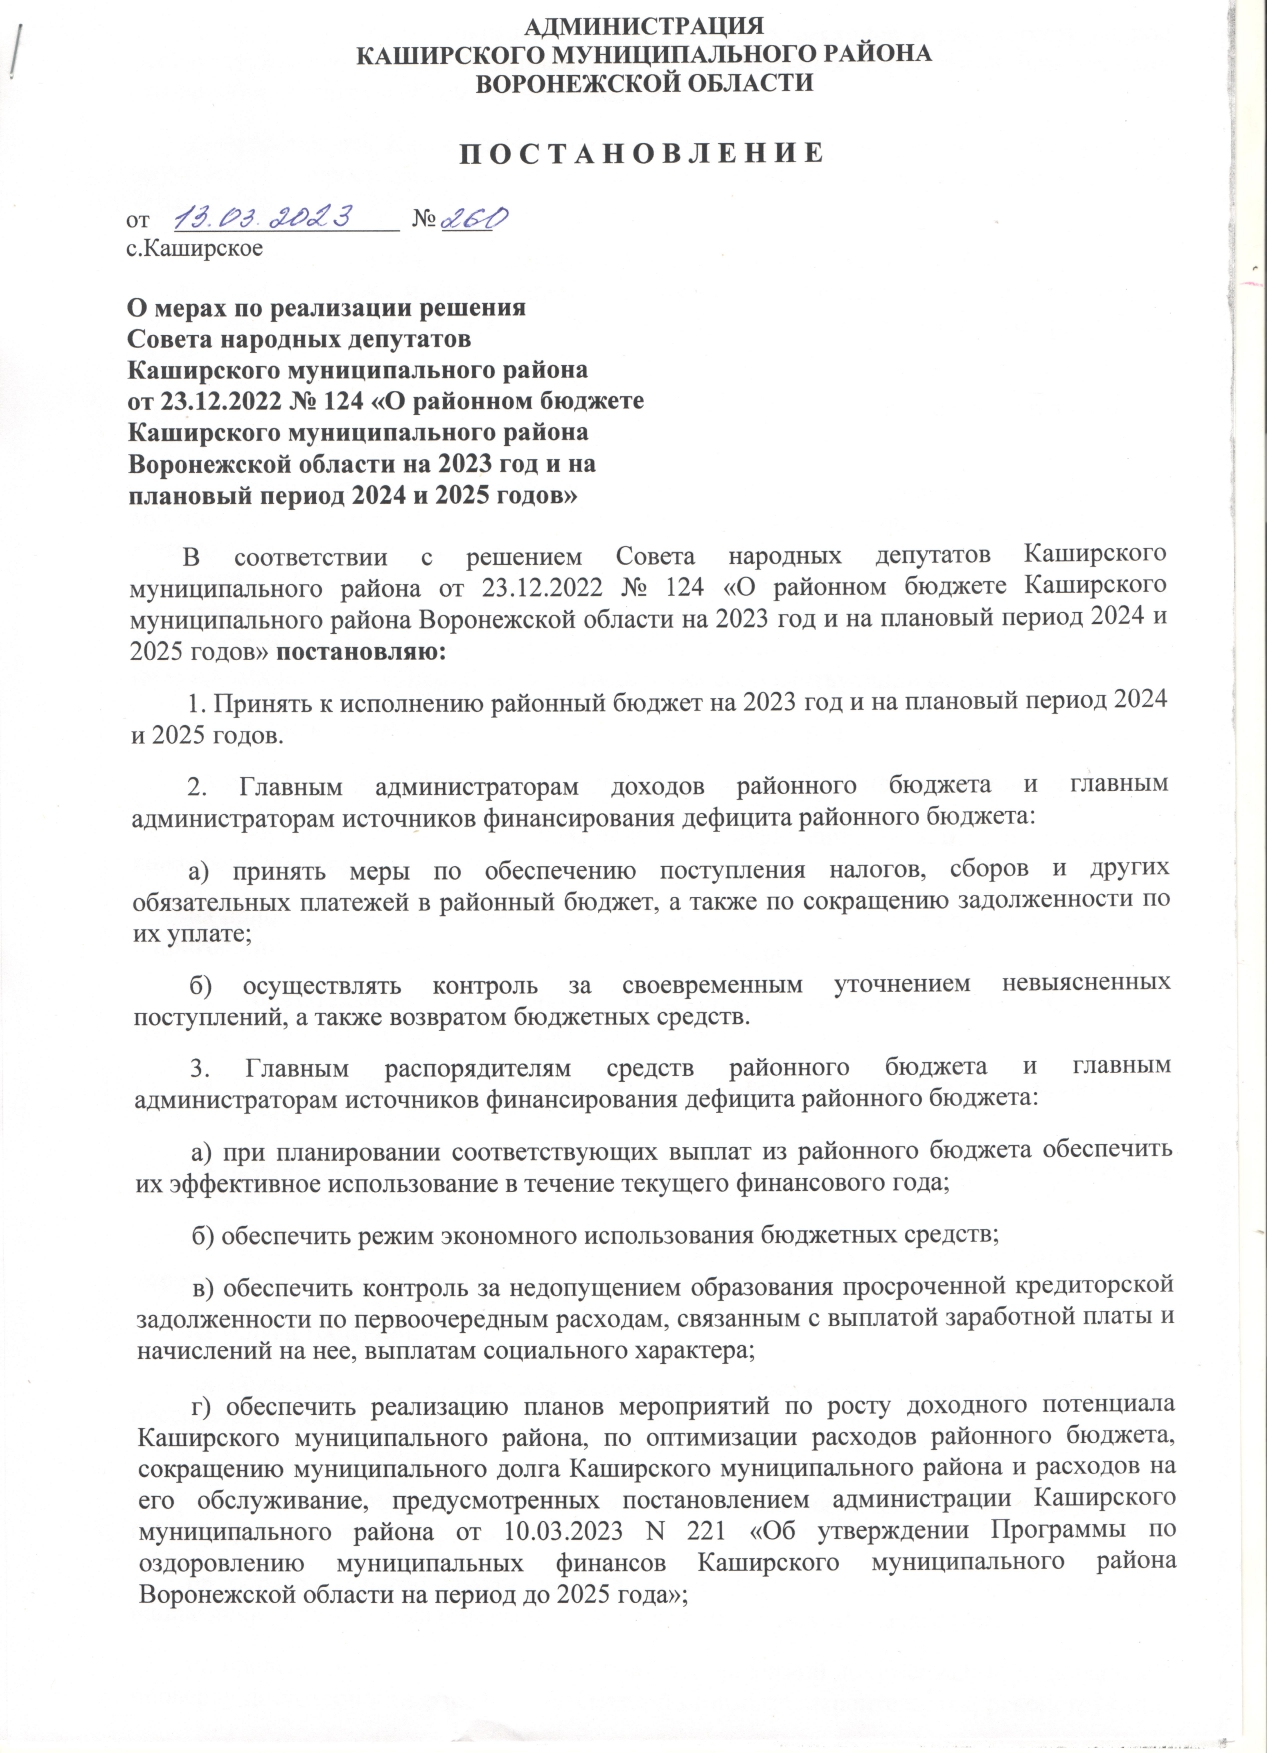 АДМИНИСТРАЦИЯ
КАШИРСКОГО МУНИЦИПАЛЬНОГО РАЙОНА
ВОРОНЕЖСКОЙ ОБЛАСТИ
П О С Т А Н О В Л Е Н И Е
от 13.03.2023 № 260
с.Каширское
О мерах по реализации решения
Совета народных депутатов
Каширского муниципального района
от 23.12.2022 № 124 «О районном бюджете
Каширского муниципального района
Воронежской области на 2023 год и на
плановый период 2024 и 2025 годов»
В соответствии с решением Совета народных депутатов Каширского
муниципального района от 23.12.2022 № 124 «О районном бюджете Каширского
муниципального района Воронежской области на 2023 год и на плановый период 2024 и
2025 годов» постановляю:
1. Принять к исполнению районный бюджет на 2023 год и на плановый период 2024
и 2025 годов.
2. Главным администраторам доходов районного бюджета и главным
администраторам источников финансирования дефицита районного бюджета:
а) принять меры по обеспечению поступления налогов, сборов и других
обязательных платежей в районный бюджет, а также по сокращению задолженности по
их уплате;
б) осуществлять контроль за своевременным уточнением невыясненных
поступлений, а также возвратом бюджетных средств.
3. Главным распорядителям средств районного бюджета и главным
администраторам источников финансирования дефицита районного бюджета:
а) при планировании соответствующих выплат из районного бюджета обеспечить
их эффективное использование в течение текущего финансового года;
б) обеспечить режим экономного использования бюджетных средств;
в) обеспечить контроль за недопущением образования просроченной кредиторской
задолженности по первоочередным расходам, связанным с выплатой заработной платы и
начислений на нее, выплатам социального характера;
г) обеспечить реализацию планов мероприятий по росту доходного потенциала
Каширского муниципального района, по оптимизации расходов районного бюджета,
сокращению муниципального долга Каширского муниципального района и расходов на
его обслуживание, предусмотренных постановлением администрации Каширского
муниципального района от 10.03.2023 N 221 «Об утверждении Программы по
оздоровлению муниципальных финансов Каширского муниципального района
Воронежской области на период до 2025 года»;